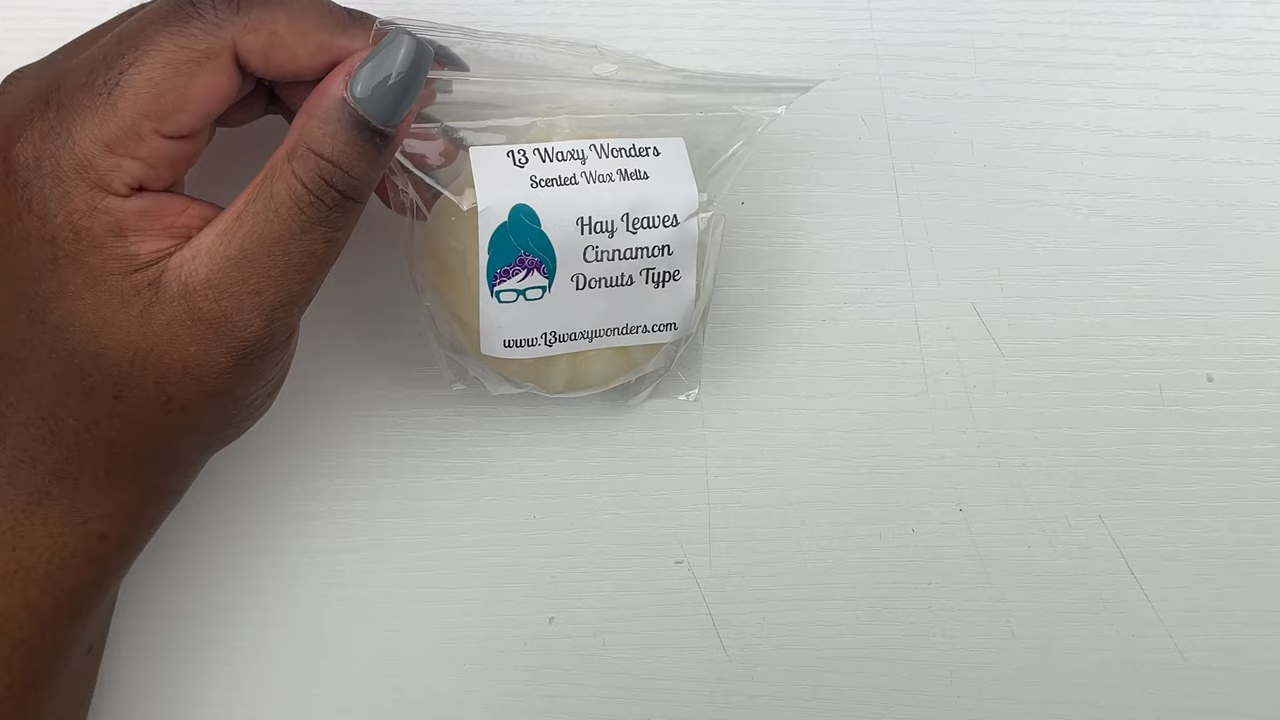 L3 Waxy Wonders
Scented Wax Melts
Hay Leaves
Cinnamon
Donuts Type
www.L3waxywonders.com